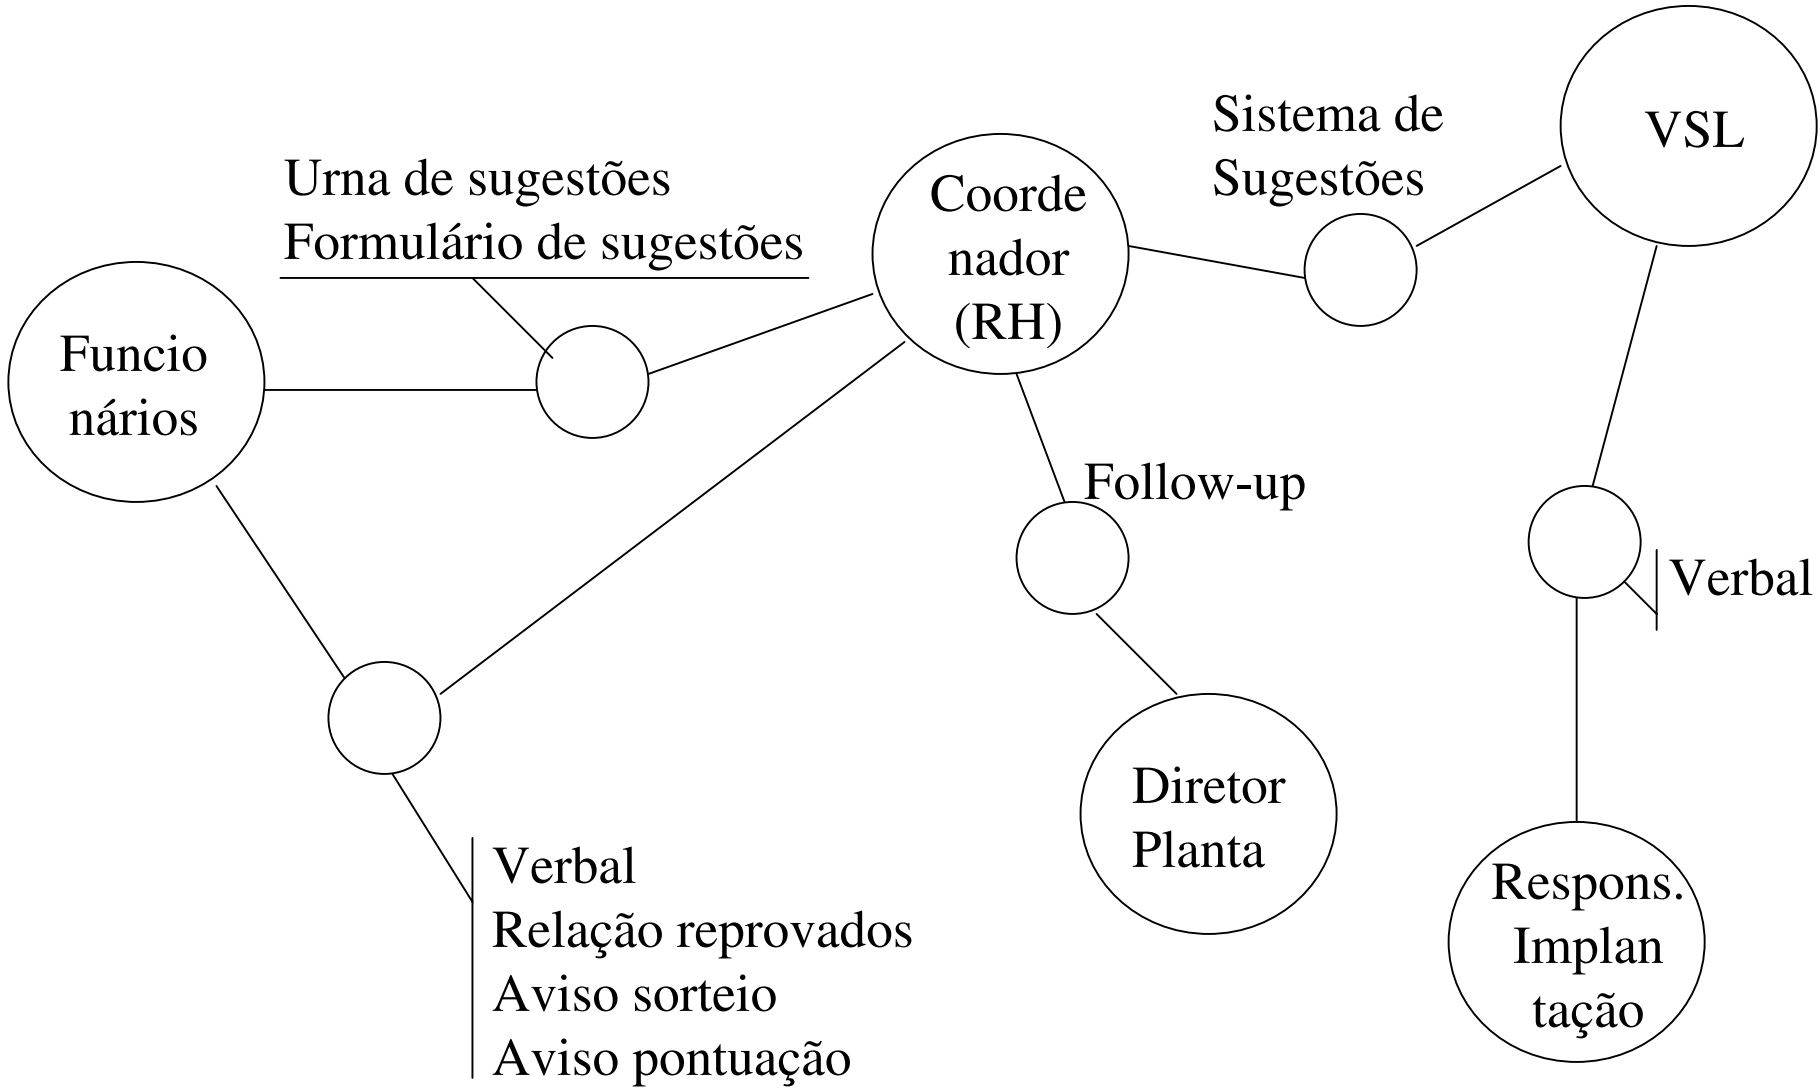 Urna de sugestões
Formulário de sugestões
Funcio
nários
Coorde
nador
(RH)
Sistema de
Sugestões
VSL
Follow-up
Verbal
Diretor
Planta
Respons.
Implan
tação
Verbal
Relação reprovados
Aviso sorteio
Aviso pontuação